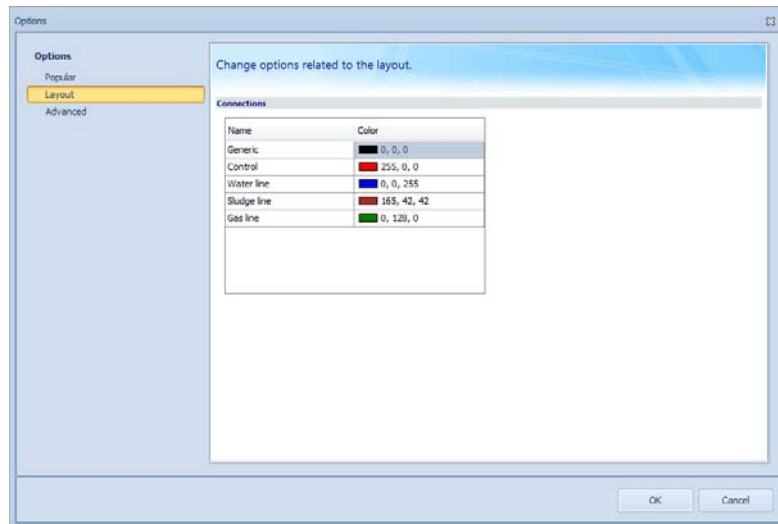 Options
Options
Popular
Layout
Advanced
Change options related to the layout.
Connections
Name Color
Generic 0, 0, 0
Control 255, 0, 0
Water line 0, 0, 255
Sludge line 165, 42, 42
Gas line 0, 128, 0
OK Cancel